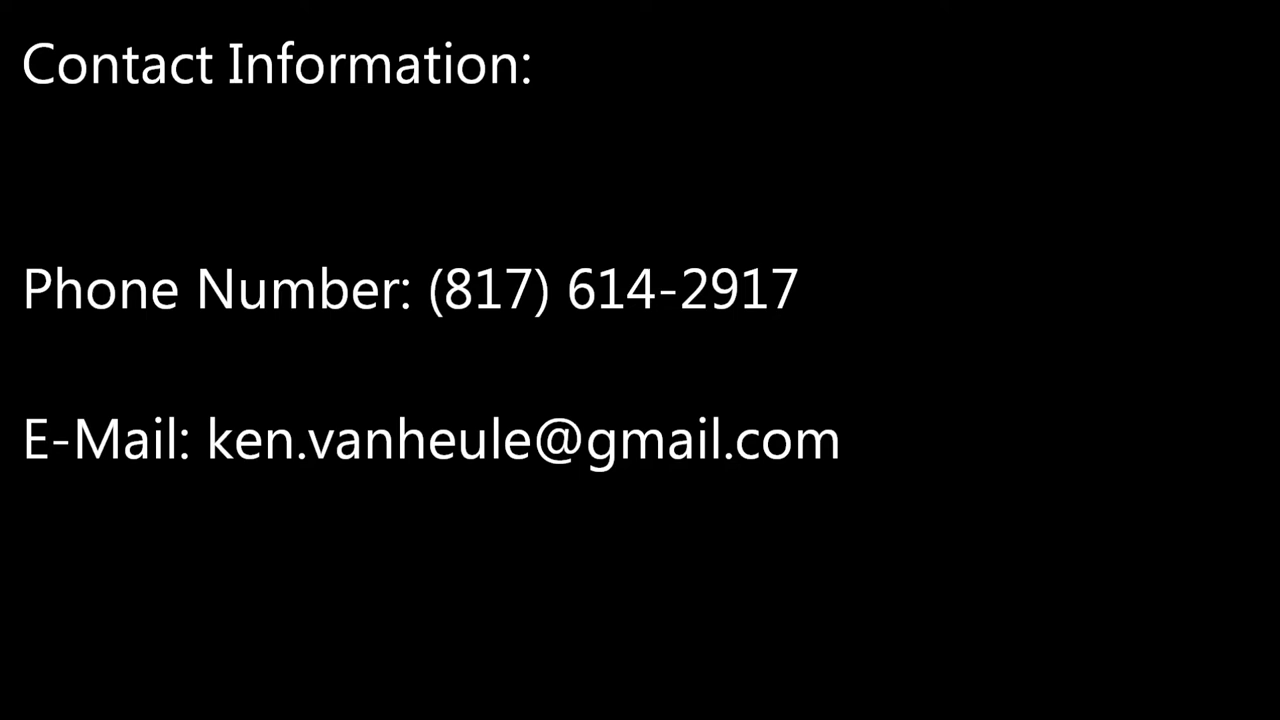 Contact Information:
Phone Number: (817) 614-2917
E-Mail: ken.vanheule@gmail.com